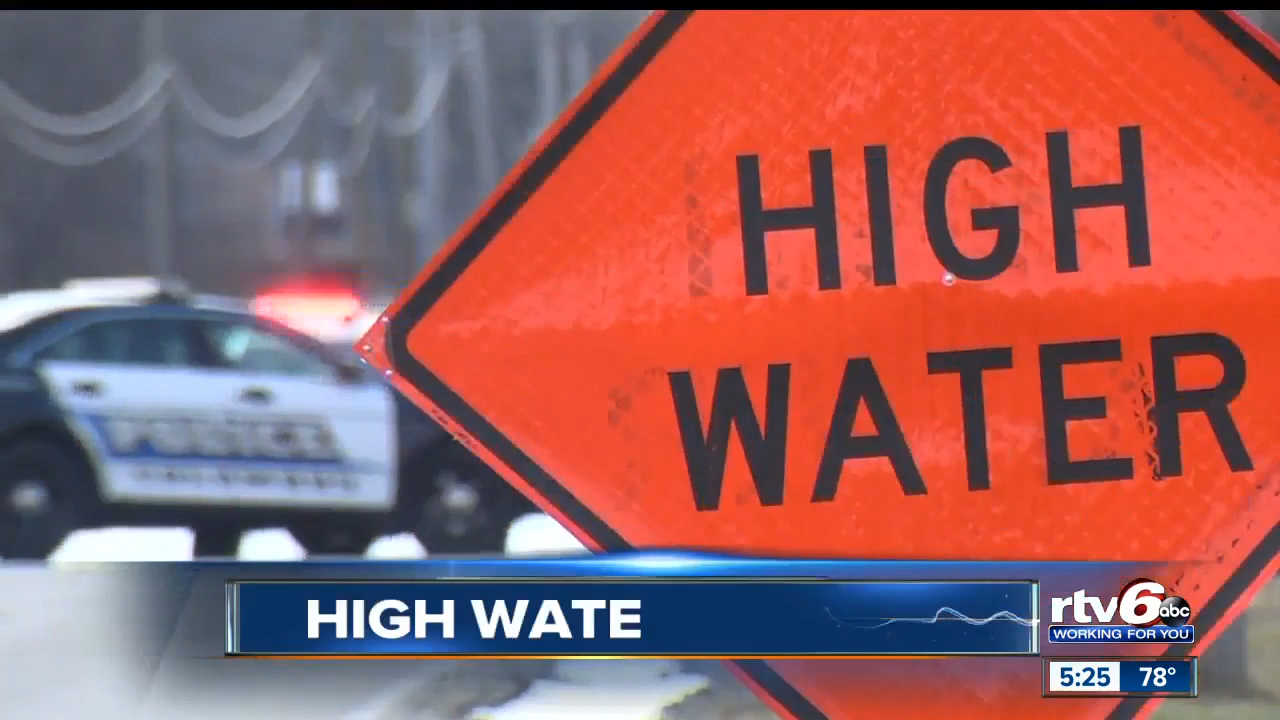 HIGH
WATER
POLICE
HIGH WATE
rtv6 abc
WORKING FOR YOU
5:25 78°